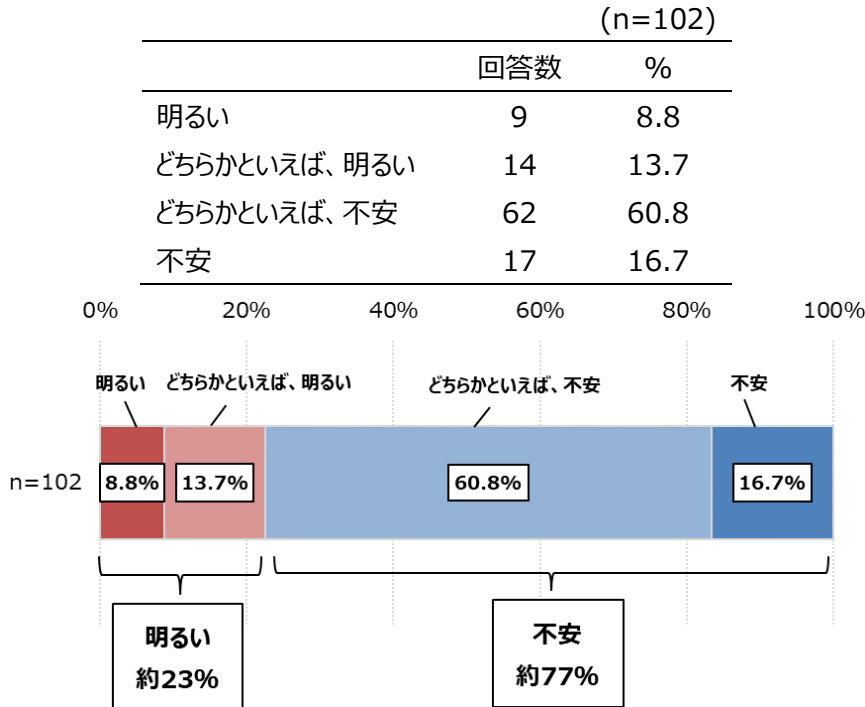 (n=102)
回答数 %
明るい 9 8.8
どちらかといえば、明るい 14 13.7
どちらかといえば、不安 62 60.8
不安 17 16.7
0% 20% 40% 60% 80% 100%
明るい どちらかといえば、明るい どちらかといえば、不安 不安
n=102 8.8% 13.7% 60.8% 16.7%
明るい 不安
約23% 約77%